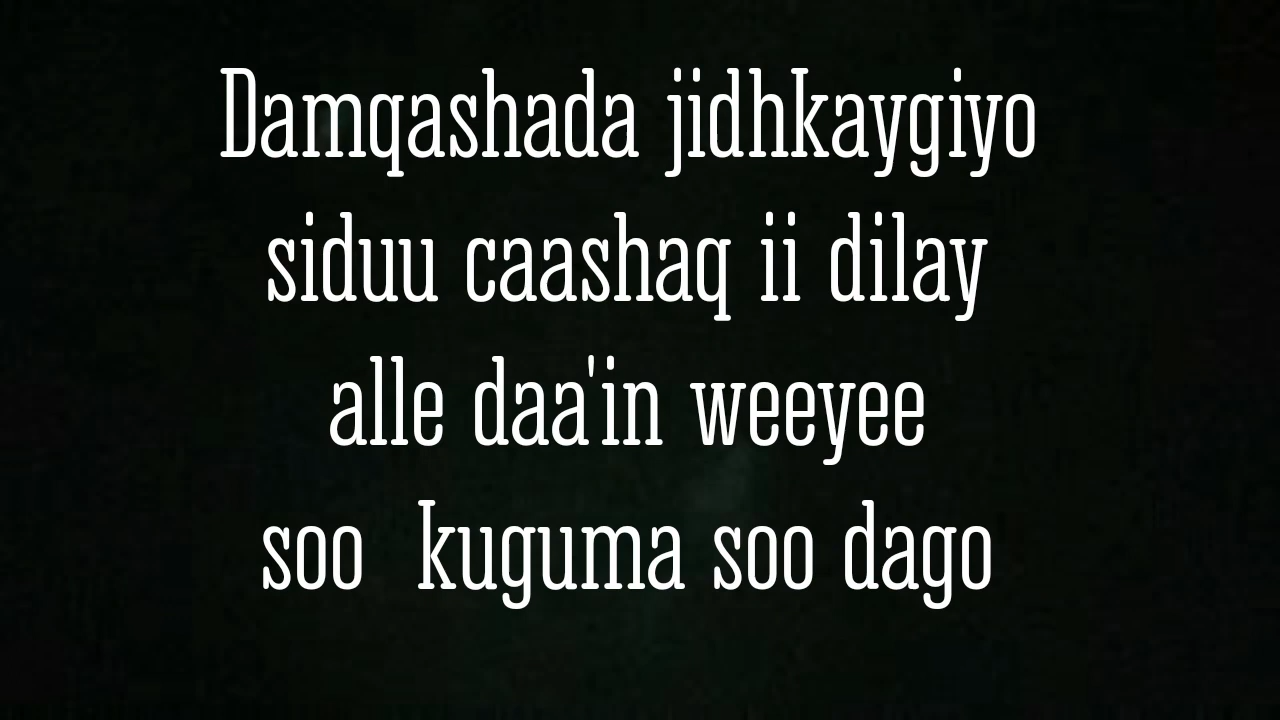 Damqashada jidhkaygiyo
siduu caashaq ii dilay
alle daa'in weeyee
soo  kuguma soo dago